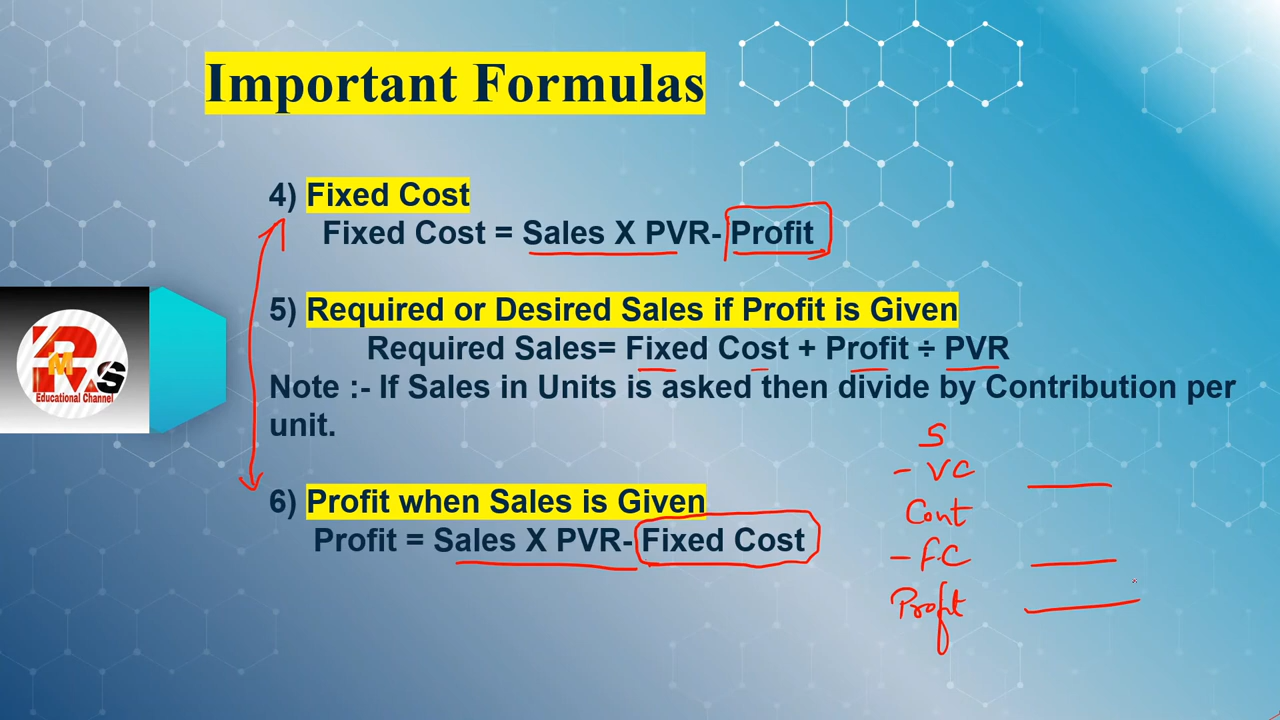 Important Formulas
4) Fixed Cost
Fixed Cost = Sales X PVR- Profit
5) Required or Desired Sales if Profit is Given
Required Sales= Fixed Cost + Profit ÷ PVR
Note :- If Sales in Units is asked then divide by Contribution per
unit.
6) Profit when Sales is Given
Profit = Sales X PVR- Fixed Cost
S
- VC
Cont
- F.C
Profit
RMS
Educational Channel